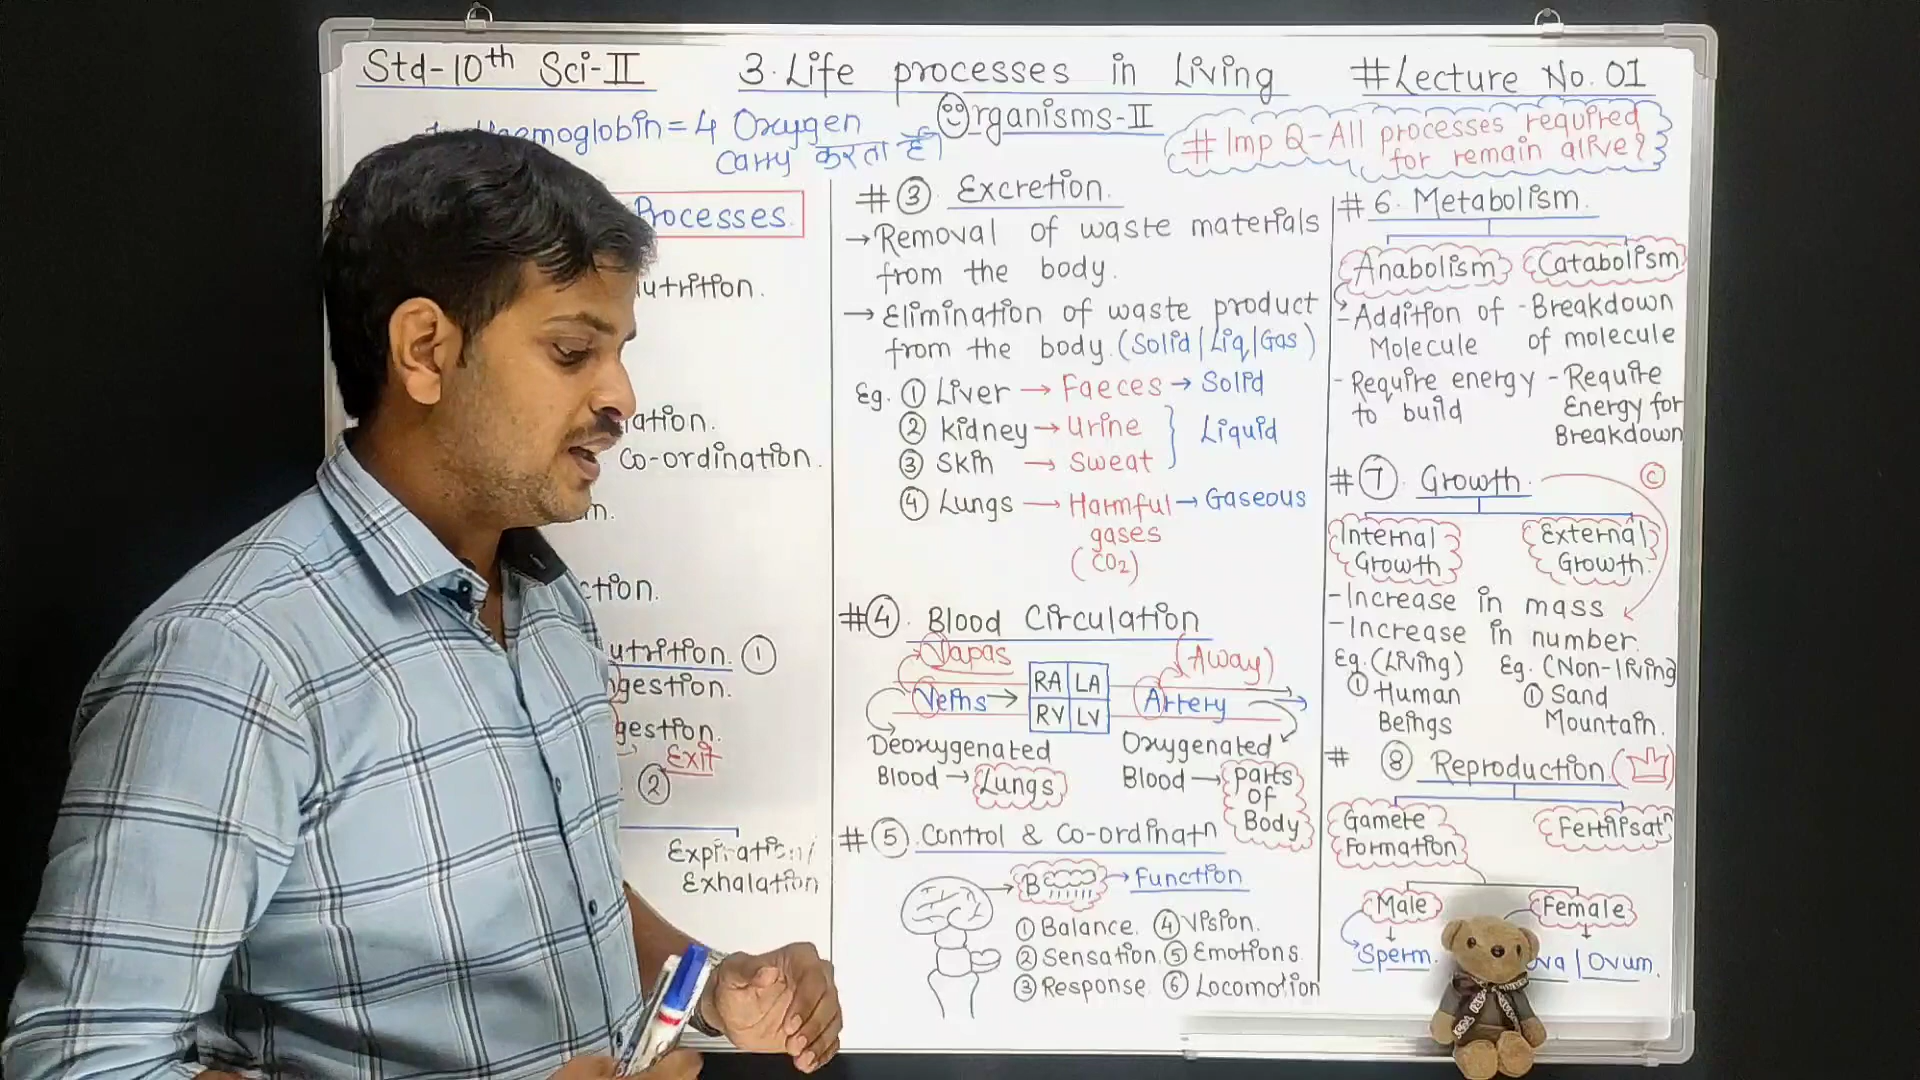 Std-10th Sci-II
3. Life processes in Living
Organisms-II
#Lecture No. 01
Haemoglobin = 4 Oxygen
Carry करता है।
# Imp Q-All processes required
for remain alive?
Processes.
Nutrition.
Co-ordination.
Nutrition. ①
Exit
②
Expiration/
Exhalation
# ③ Excretion.
→ Removal of waste materials
from the body.
→ Elimination of waste product
from the body. (Solid|Liq|Gas)
Eg. ① Liver → Faeces → Solid
② Kidney → Urine } Liquid
③ Skin → Sweat
④ Lungs → Harmful → Gaseous
gases
(CO₂)
#④. Blood Circulation
Vapas (Away)
Veins → RA LA Artery
RV LV
Deoxygenated
Blood → Lungs
Oxygenated
Blood → Parts
of
Body
#⑤. Control & Co-ordinatn
B → Function
① Balance. ④ Vision.
② Sensation. ⑤ Emotions.
③ Response. ⑥ Locomotion
# 6. Metabolism.
Anabolism Catabolism
- Addition of
Molecule
- Require energy
to build
- Breakdown
of molecule
- Require
Energy for
Breakdown
# ⑦. Growth. C
Internal
Growth
External
Growth.
- Increase in mass
- Increase in number.
Eg. (Living)
① Human
Beings
Eg. (Non-living)
① Sand
Mountain.
# ⑧ Reproduction
Gamete
Formation
Fertilisatn
Male Female
Sperm. Ova | Ovum.